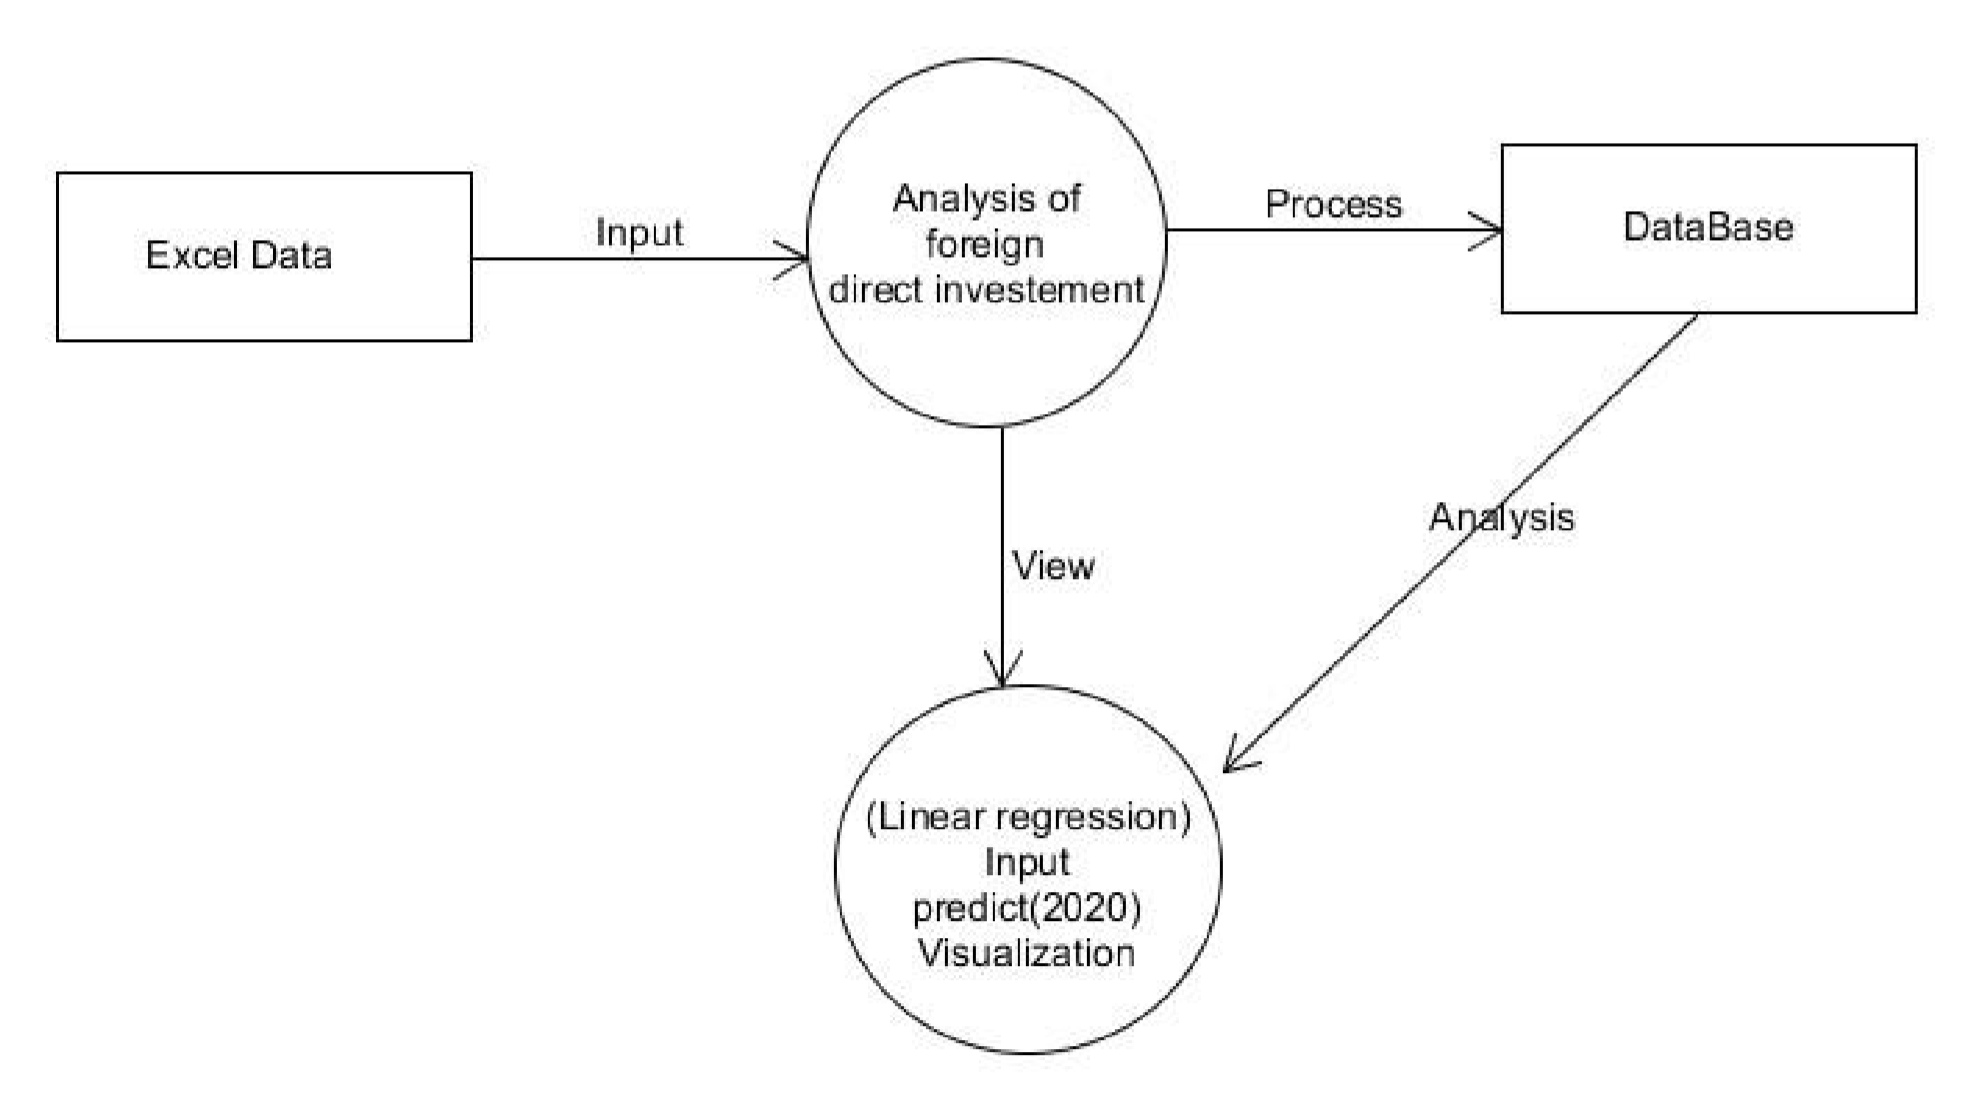 Excel Data
Input
Analysis of
foreign
direct investement
Process
DataBase
Analysis
View
(Linear regression)
Input
predict(2020)
Visualization